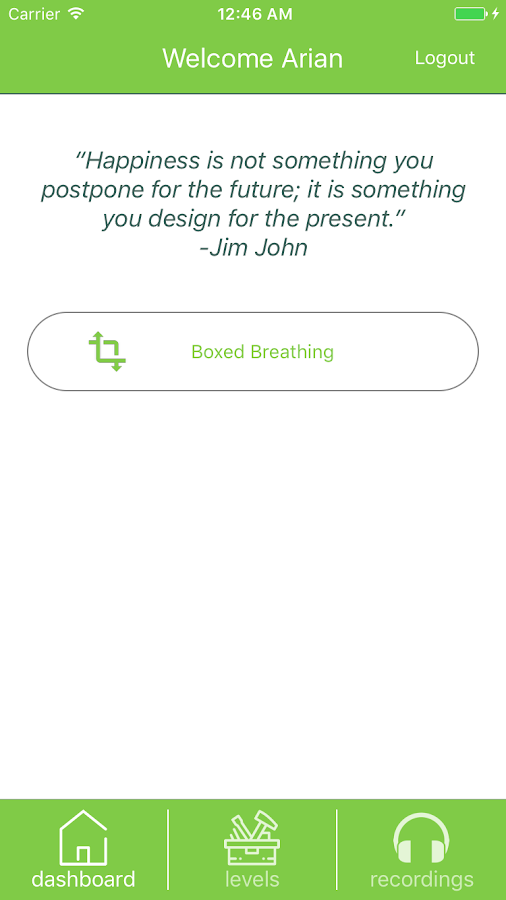 Carrier
12:46 AM
Welcome Arian
Logout
“Happiness is not something you
postpone for the future; it is something
you design for the present.”
-Jim John
Boxed Breathing
dashboard
levels
recordings